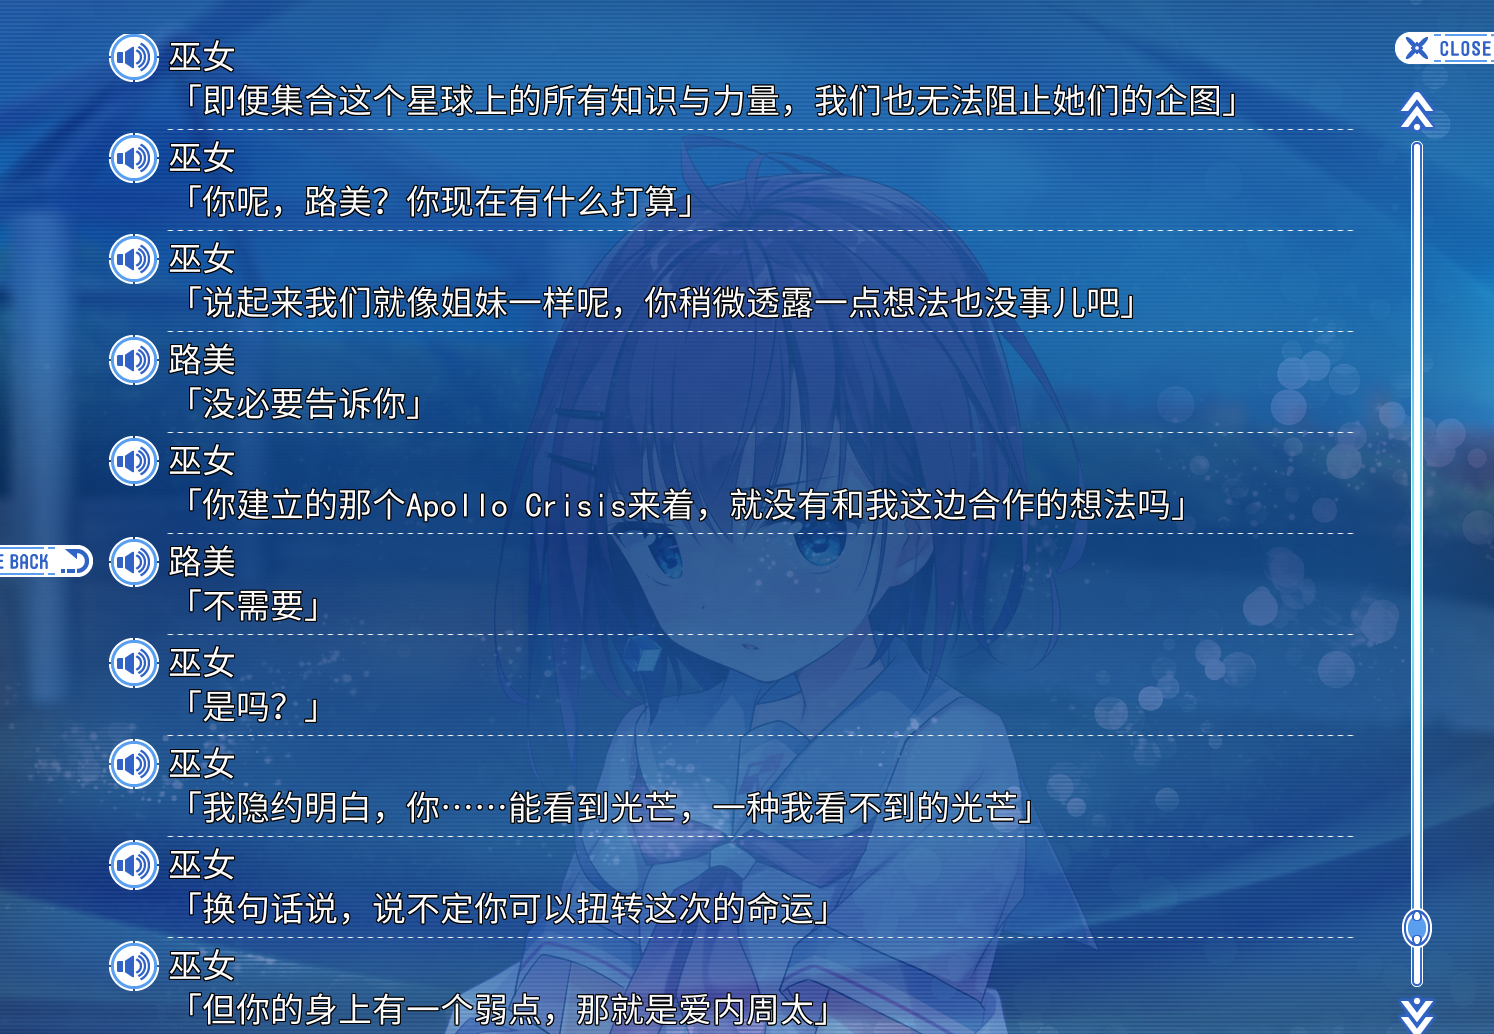 巫女
「即便集合这个星球上的所有知识与力量，我们也无法阻止她们的企图」
CLOSE
巫女
「你呢，路美？你现在有什么打算」
巫女
「说起来我们就像姐妹一样呢，你稍微透露一点想法也没事儿吧」
路美
「没必要告诉你」
巫女
「你建立的那个Apollo Crisis来着，就没有和我这边合作的想法吗」
E BACK
路美
「不需要」
巫女
「是吗？」
巫女
「我隐约明白，你……能看到光芒，一种我看不到的光芒」
巫女
「换句话说，说不定你可以扭转这次的命运」
巫女
「但你的身上有一个弱点，那就是爱内周太」